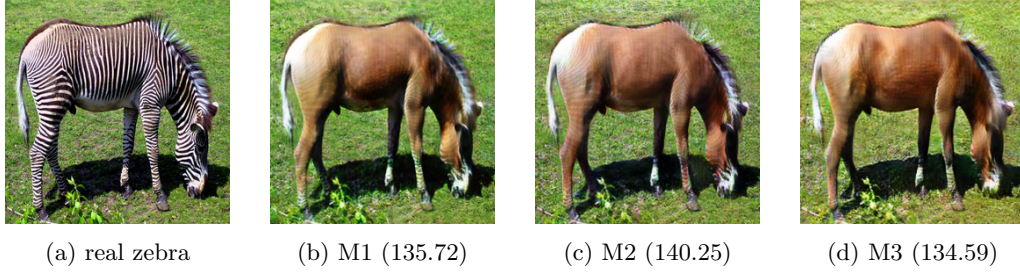 (a) real zebra
(b) M1 (135.72)
(c) M2 (140.25)
(d) M3 (134.59)